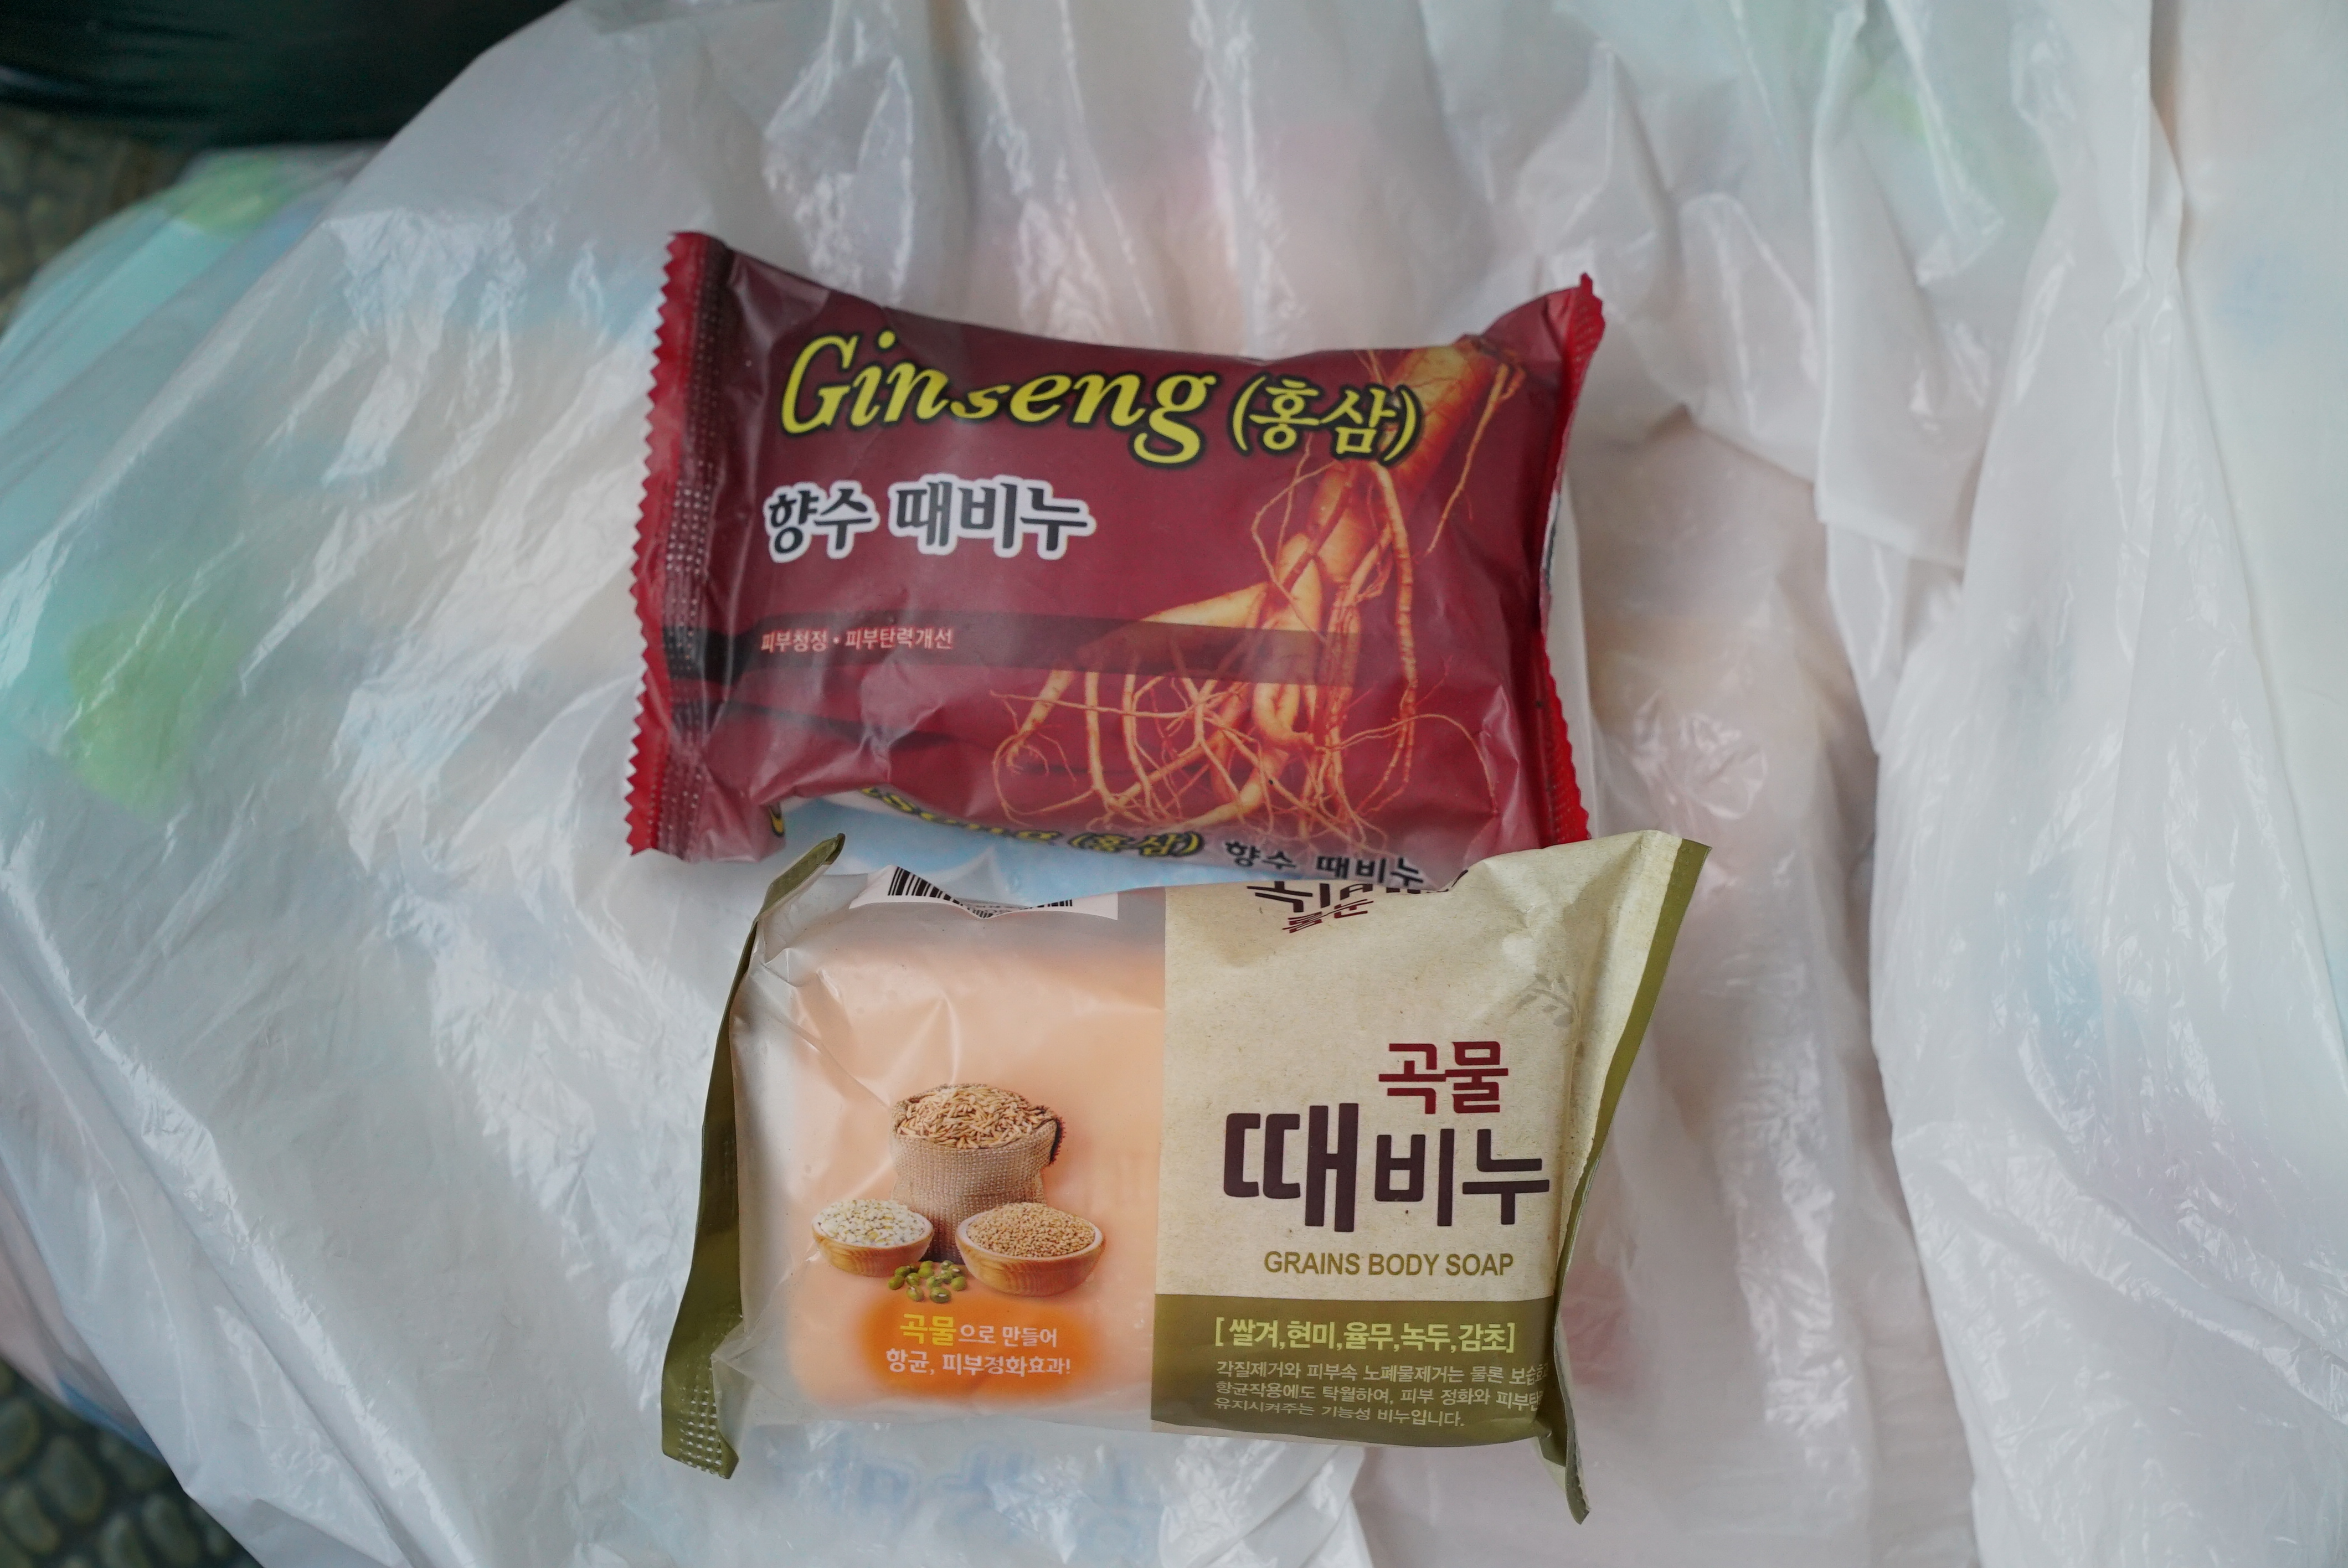 Ginseng (홍삼)
향수 때비누
피부청정 • 피부탄력개선
(홍삼) 향수 때비누
곡물
때비누
GRAINS BODY SOAP
곡물으로 만들어
항균, 피부정화효과!
[쌀겨,현미,율무,녹두,감초]
각질제거와 피부속 노폐물제거는 물론
항균작용에도 탁월하여, 피부 정화와
유지시켜주는 기능성 비누입니다.